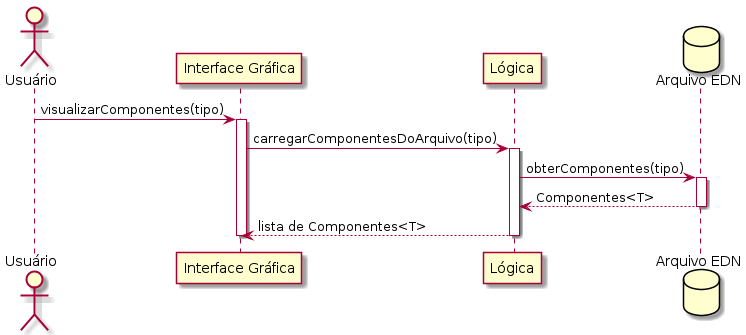 Usuário
Interface Gráfica
Lógica
Arquivo EDN
visualizarComponentes(tipo)
carregarComponentesDoArquivo(tipo)
obterComponentes(tipo)
Componentes<T>
lista de Componentes<T>
Usuário
Interface Gráfica
Lógica
Arquivo EDN